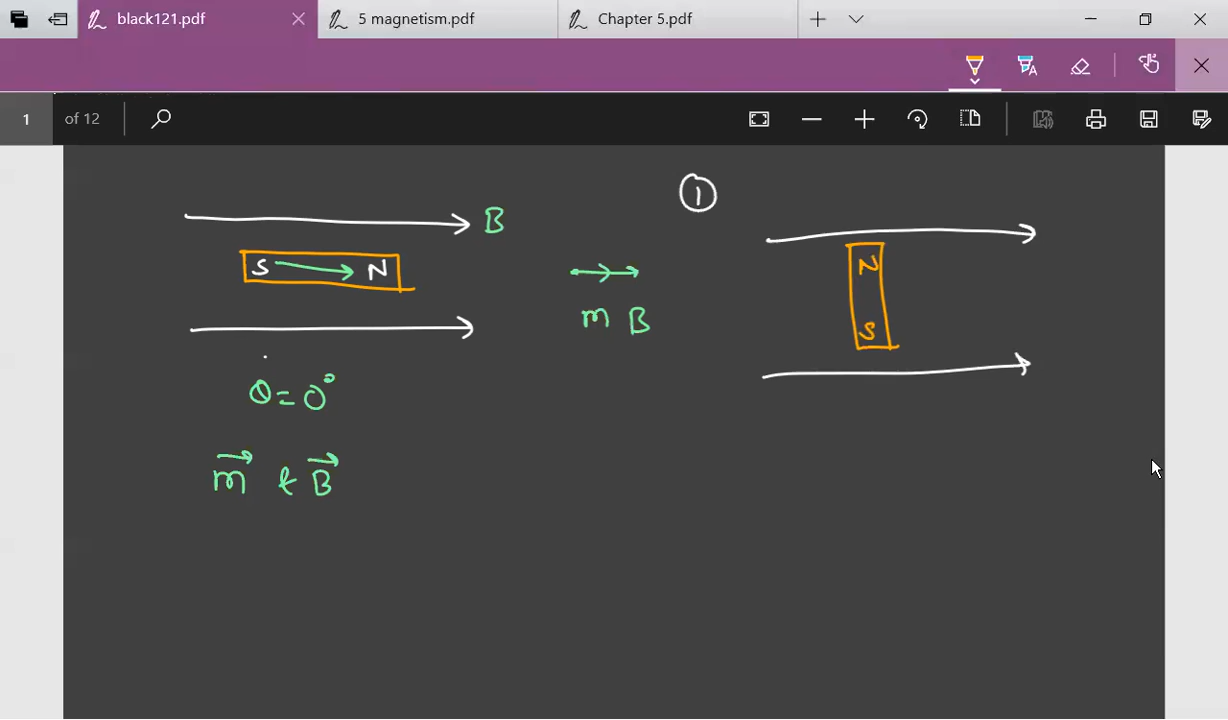 black121.pdf
5 magnetism.pdf
Chapter 5.pdf
1 of 12
1
B
S N
m B
N
S
θ = 0°
m & B